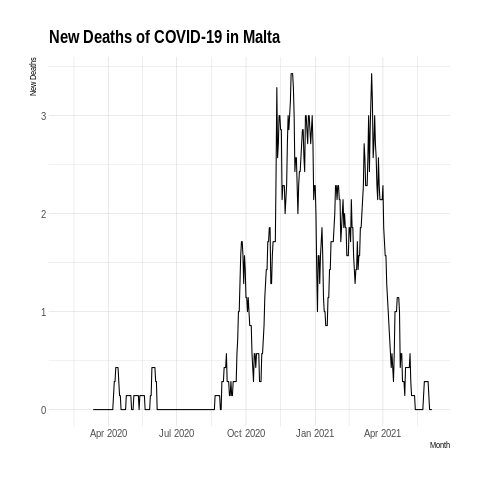 New Deaths of COVID-19 in Malta
New Deaths
3
2
1
0
Apr 2020 Jul 2020 Oct 2020 Jan 2021 Apr 2021
Month